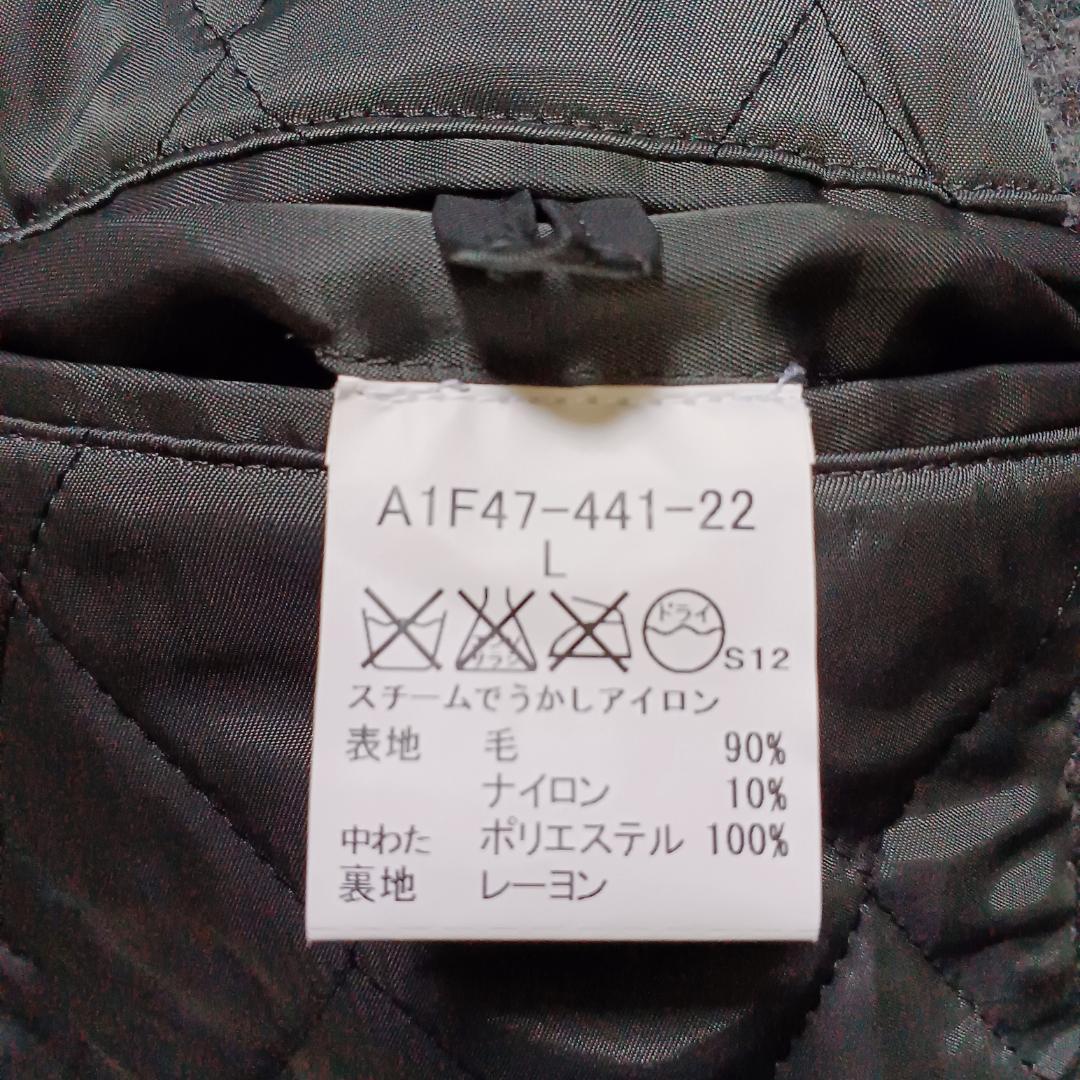 A1F47-441-22
L
ドライ
S12
スチームでうかしアイロン
表地 毛 90%
ナイロン 10%
中わた ポリエステル 100%
裏地 レーヨン